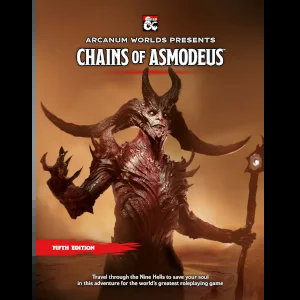 ARCANUM WORLDS PRESENTS
CHAINS OF ASMODEUS
FIFTH EDITION
Travel through the Nine Hells to save your soul
in this adventure for the world's greatest roleplaying game